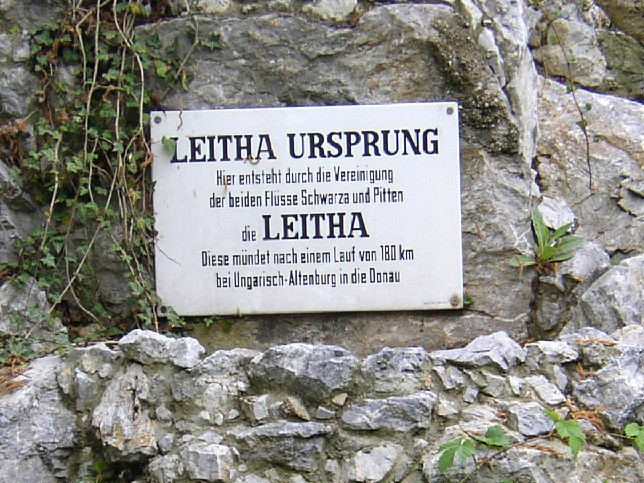 LEITHA URSPRUNG
Hier entsteht durch die Vereinigung
der beiden Flüsse Schwarza und Pitten
die LEITHA
Diese mündet nach einem Lauf von 180 km
bei Ungarisch-Altenburg in die Donau